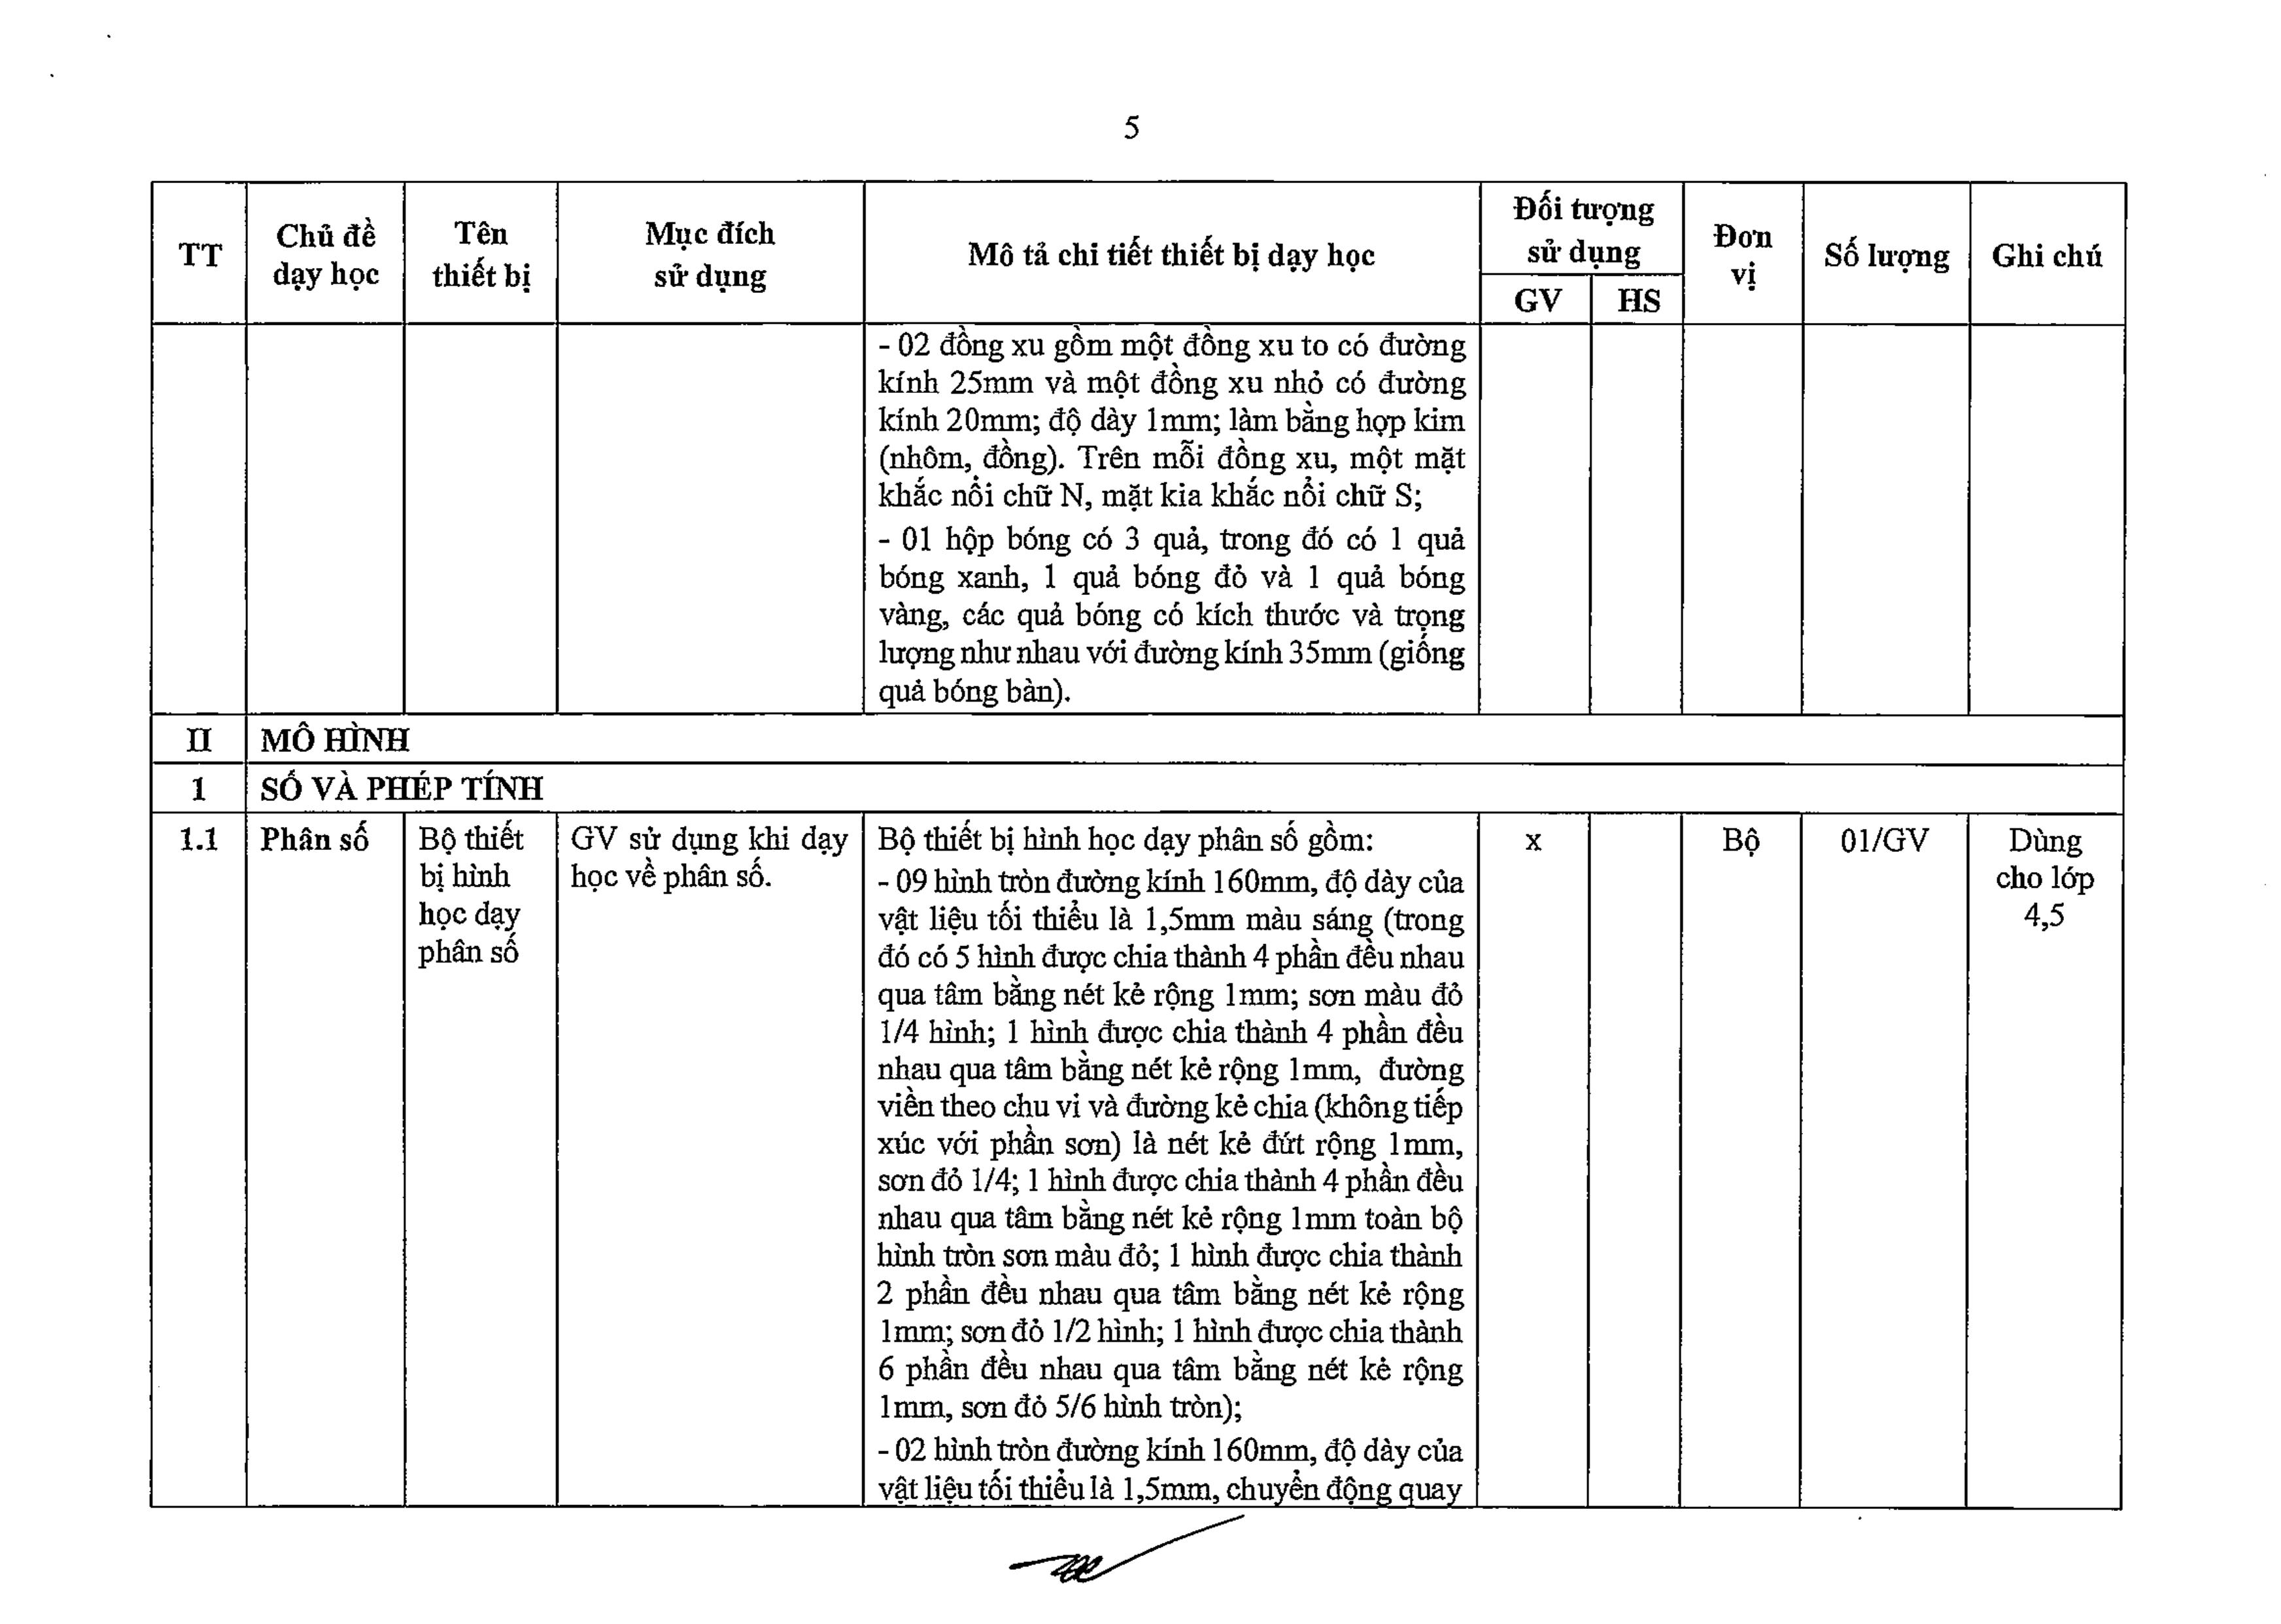 5
TT
Chủ đề
dạy học
Tên
thiết bị
Mục đích
sử dụng
Mô tả chi tiết thiết bị dạy học
Đối tượng
sử dụng
GV
HS
Đơn
vị
Số lượng
Ghi chú
- 02 đồng xu gồm một đồng xu to có đường
kính 25mm và một đồng xu nhỏ có đường
kính 20mm; độ dày 1mm; làm bằng hợp kim
(nhôm, đồng). Trên mỗi đồng xu, một mặt
khắc nổi chữ N, mặt kia khắc nổi chữ S;
- 01 hộp bóng có 3 quả, trong đó có 1 quả
bóng xanh, 1 quả bóng đỏ và 1 quả bóng
vàng, các quả bóng có kích thước và trọng
lượng như nhau với đường kính 35mm (giống
quả bóng bàn).
II
MÔ HÌNH
1
SỐ VÀ PHÉP TÍNH
1.1
Phân số
Bộ thiết
bị hình
học dạy
phân số
GV sử dụng khi dạy
học về phân số.
Bộ thiết bị hình học dạy phân số gồm:
- 09 hình tròn đường kính 160mm, độ dày của
vật liệu tối thiểu là 1,5mm màu sáng (trong
đó có 5 hình được chia thành 4 phần đều nhau
qua tâm bằng nét kẻ rộng 1mm; sơn màu đỏ
1/4 hình; 1 hình được chia thành 4 phần đều
nhau qua tâm bằng nét kẻ rộng 1mm, đường
viền theo chu vi và đường kẻ chia (không tiếp
xúc với phần sơn) là nét kẻ đứt rộng 1mm,
sơn đỏ 1/4; 1 hình được chia thành 4 phần đều
nhau qua tâm bằng nét kẻ rộng 1mm toàn bộ
hình tròn sơn màu đỏ; 1 hình được chia thành
2 phần đều nhau qua tâm bằng nét kẻ rộng
1mm; sơn đỏ 1/2 hình; 1 hình được chia thành
6 phần đều nhau qua tâm bằng nét kẻ rộng
1mm, sơn đỏ 5/6 hình tròn);
- 02 hình tròn đường kính 160mm, độ dày của
vật liệu tối thiểu là 1,5mm, chuyển động quay
x
Bộ
01/GV
Dùng
cho lớp
4,5